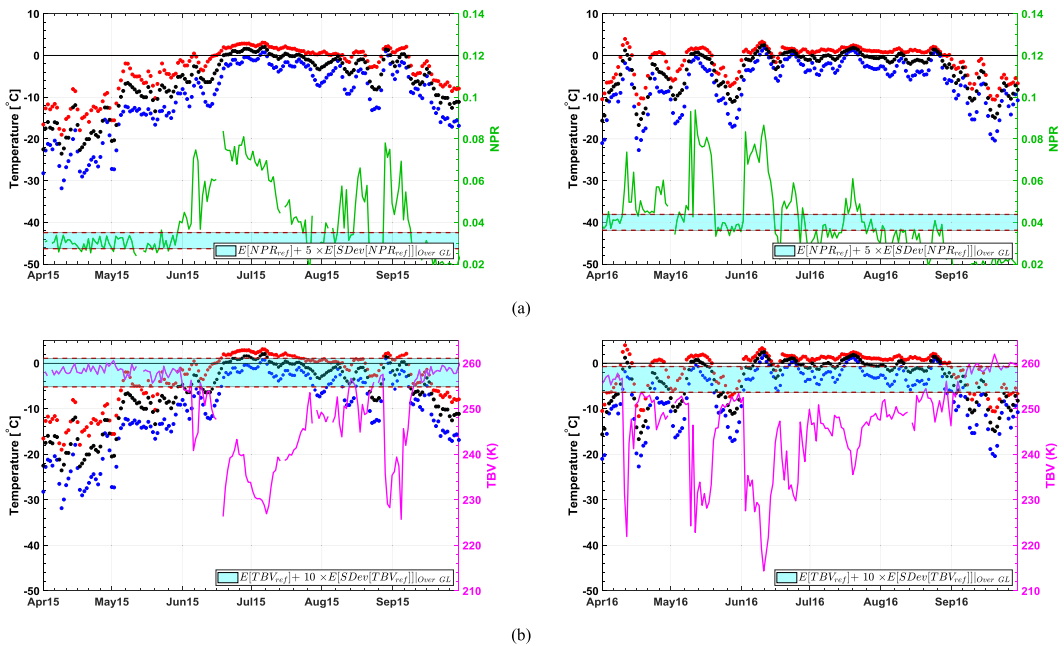 10
0
-10
-20
-30
-40
-50
Temperature [°C]
0.14
0.12
0.1
0.08
0.06
0.04
0.02
NPR
E[NPR_ref]+ 5 ×E[SDev[NPR_ref]]|Over GL
Apr15 May15 Jun15 Jul15 Aug15 Sep15
10
0
-10
-20
-30
-40
-50
Temperature [°C]
0.14
0.12
0.1
0.08
0.06
0.04
0.02
NPR
E[NPR_ref]+ 5 ×E[SDev[NPR_ref]]|Over GL
Apr16 May16 Jun16 Jul16 Aug16 Sep16
(a)
0
-10
-20
-30
-40
-50
Temperature [°C]
260
250
240
230
220
210
TBV (K)
E[TBV_ref]+ 10 ×E[SDev[TBV_ref]]|Over GL
Apr15 May15 Jun15 Jul15 Aug15 Sep15
0
-10
-20
-30
-40
-50
Temperature [°C]
260
250
240
230
220
210
TBV (K)
E[TBV_ref]+ 10 ×E[SDev[TBV_ref]]|Over GL
Apr16 May16 Jun16 Jul16 Aug16 Sep16
(b)